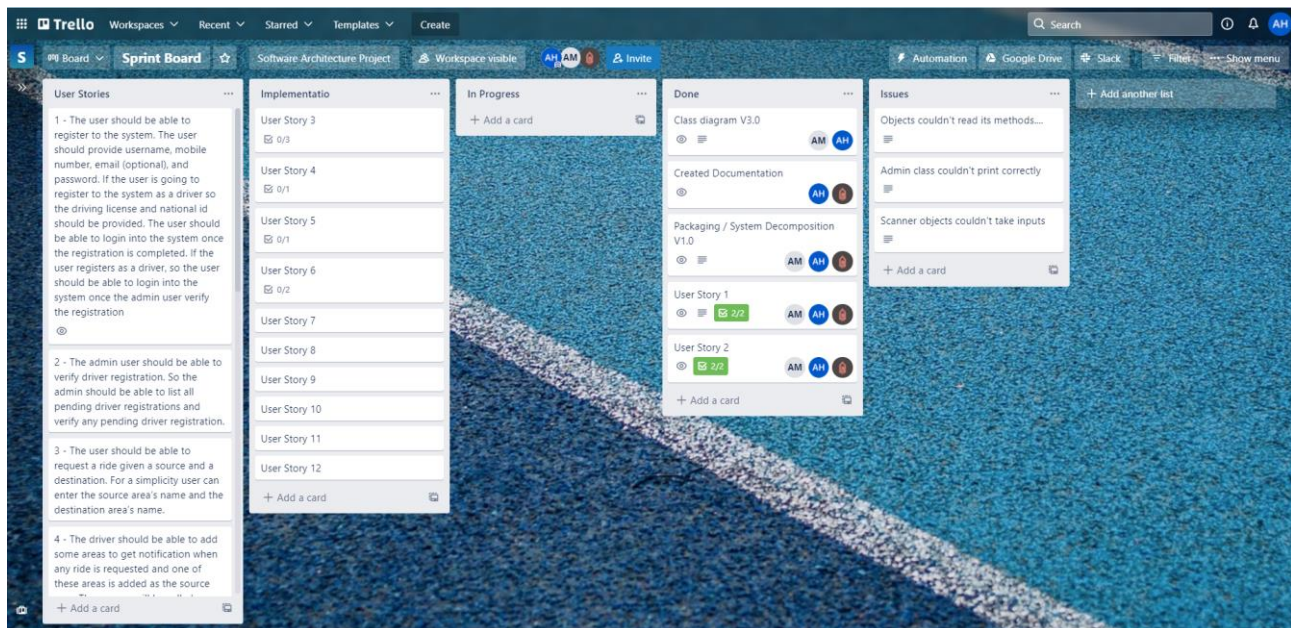 Trello Workspaces Recent Starred Templates Create Search AH
S Board Sprint Board Software Architecture Project Workspace visible AH AM Invite Automation Google Drive Slack Filter ... Show menu
User Stories ...
1 - The user should be able to
register to the system. The user
should provide username, mobile
number, email (optional), and
password. If the user is going to
register to the system as a driver so
the driving license and national id
should be provided. The user should
be able to login into the system once
the registration is completed. If the
user registers as a driver, so the user
should be able to login into the
system once the admin user verify
the registration
2 - The admin user should be able to
verify driver registration. So the
admin should be able to list all
pending driver registrations and
verify any pending driver registration.
3 - The user should be able to
request a ride given a source and a
destination. For a simplicity user can
enter the source area's name and the
destination area's name.
4 - The driver should be able to add
some areas to get notification when
any ride is requested and one of
these areas is added as the source
+ Add a card
Implementatio ...
User Story 3
0/3
User Story 4
0/1
User Story 5
0/1
User Story 6
0/2
User Story 7
User Story 8
User Story 9
User Story 10
User Story 11
User Story 12
+ Add a card
In Progress ...
+ Add a card
Done ...
Class diagram V3.0
AM AH
Created Documentation
AH
Packaging / System Decomposition
V1.0
AM AH
User Story 1
2/2 AM AH
User Story 2
2/2 AM AH
+ Add a card
Issues ...
Objects couldn't read its methods....
Admin class couldn't print correctly
Scanner objects couldn't take inputs
+ Add a card
+ Add another list